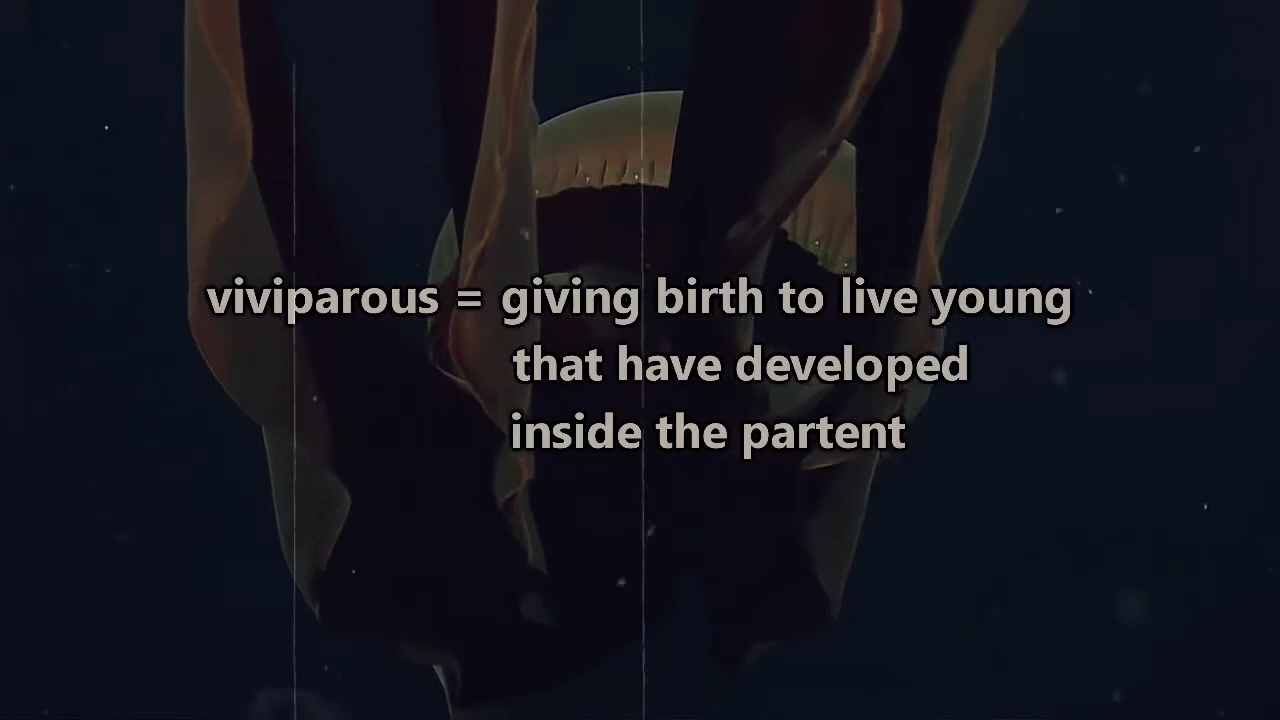 viviparous = giving birth to live young
that have developed
inside the partent